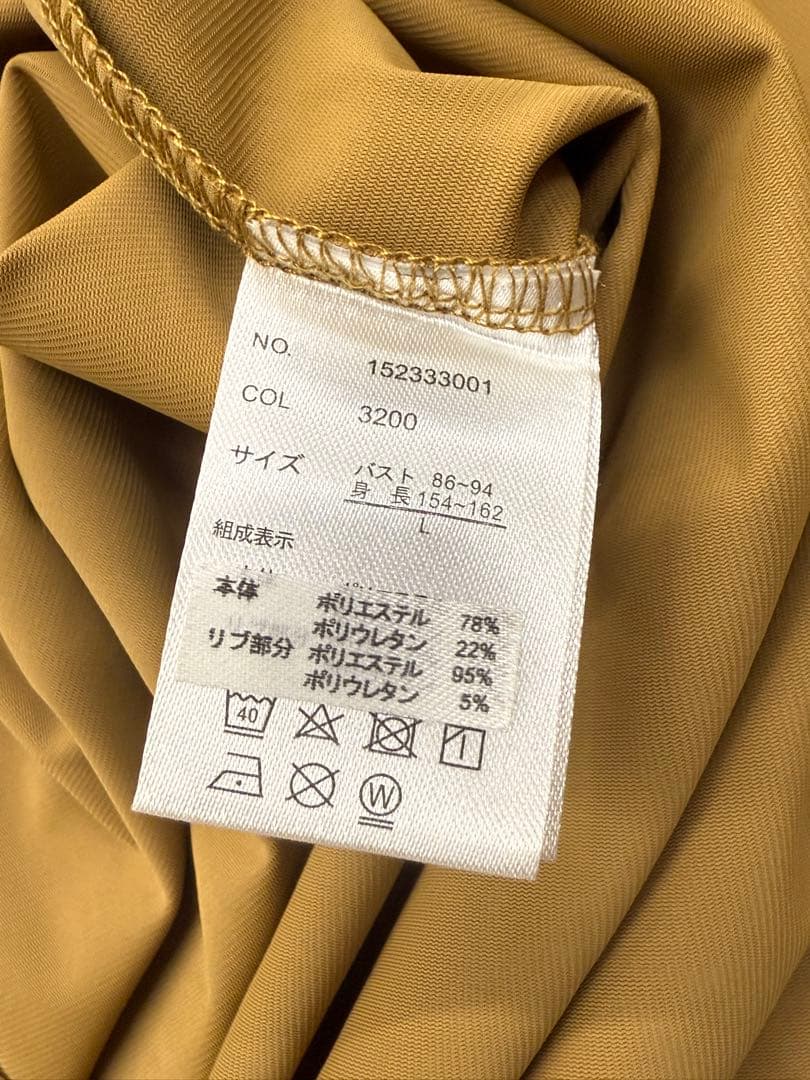 NO. 152333001
COL 3200
サイズ バスト 86~94
身 長 154~162
L
組成表示
本体 ポリエステル 78%
ポリウレタン 22%
リブ部分 ポリエステル 95%
ポリウレタン 5%
40
W